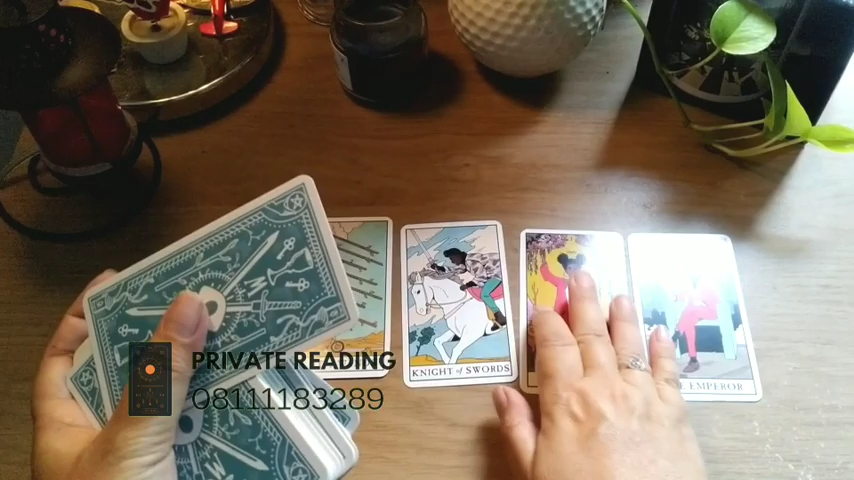 PRIVATE READING
08111183289
KNIGHT of SWORDS
EMPEROR